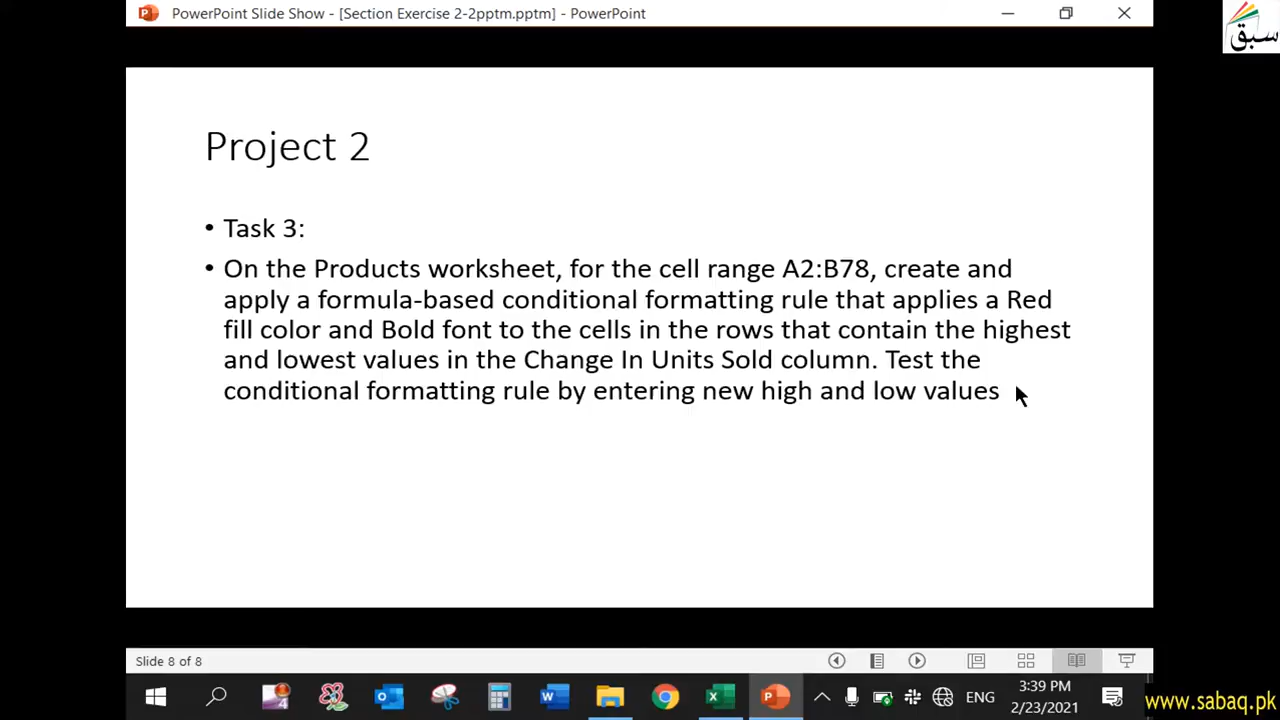 PowerPoint Slide Show - [Section Exercise 2-2pptm.pptm] - PowerPoint
سبق
Project 2
• Task 3:
• On the Products worksheet, for the cell range A2:B78, create and
apply a formula-based conditional formatting rule that applies a Red
fill color and Bold font to the cells in the rows that contain the highest
and lowest values in the Change In Units Sold column. Test the
conditional formatting rule by entering new high and low values
Slide 8 of 8
4
ENG
3:39 PM
2/23/2021
www.sabaq.pk